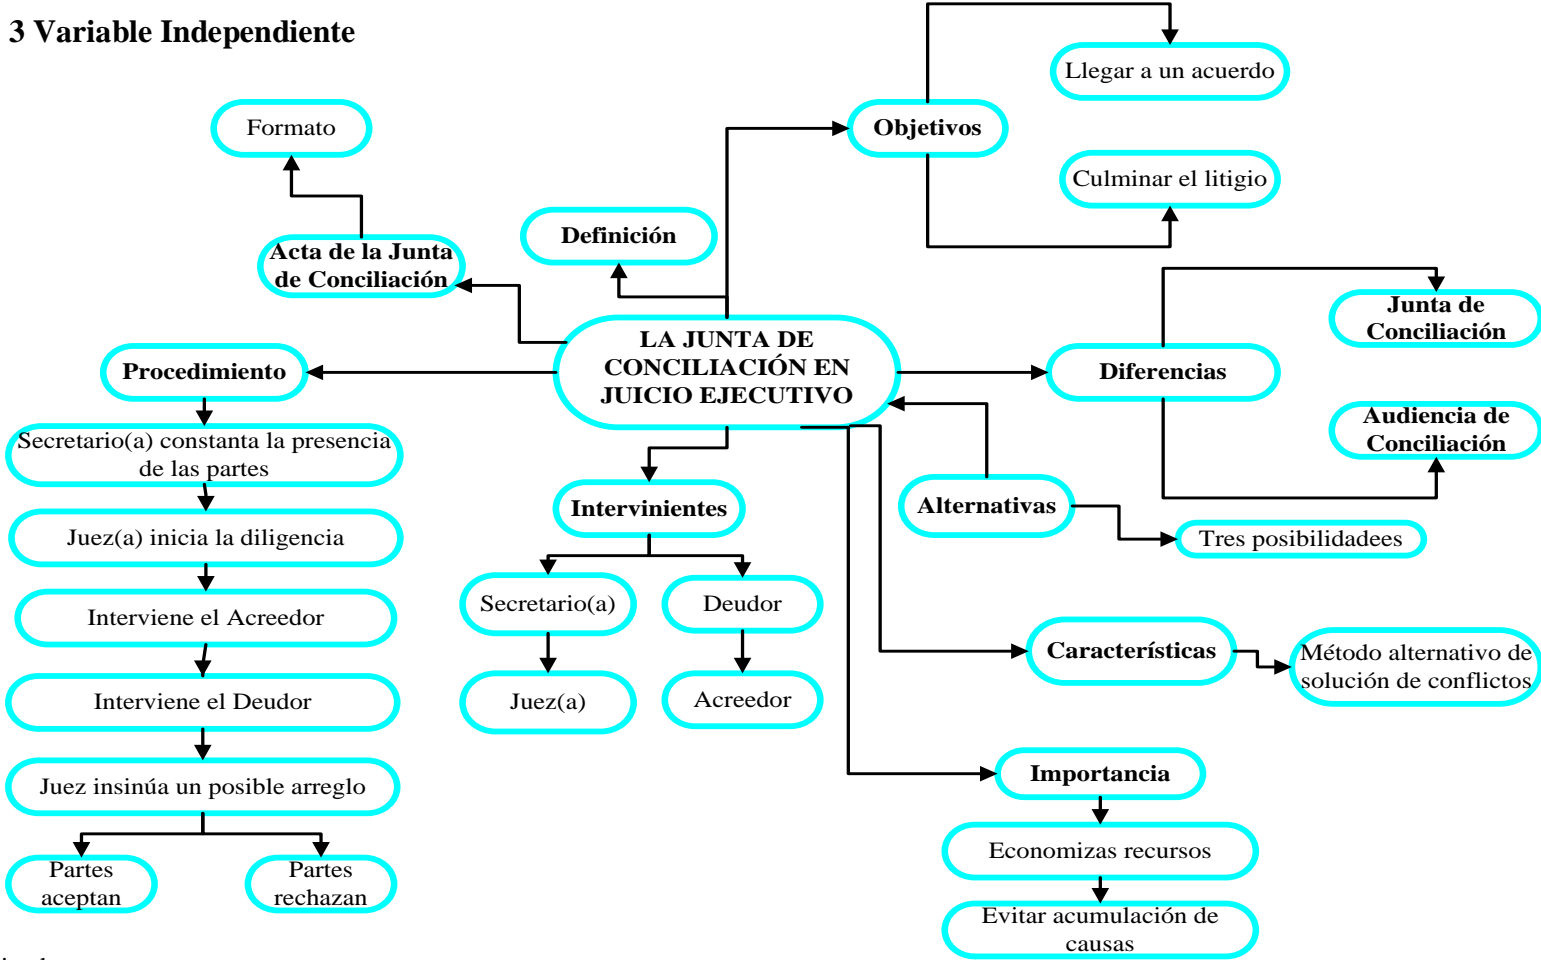 3 Variable Independiente
Llegar a un acuerdo
Formato
Objetivos
Culminar el litigio
Definición
Acta de la Junta
de Conciliación
Junta de
Conciliación
LA JUNTA DE
CONCILIACIÓN EN
JUICIO EJECUTIVO
Procedimiento
Diferencias
Audiencia de
Conciliación
Secretario(a) constanta la presencia
de las partes
Intervinientes
Alternativas
Juez(a) inicia la diligencia
Tres posibilidadees
Secretario(a)
Deudor
Interviene el Acreedor
Características
Método alternativo de
solución de conflictos
Interviene el Deudor
Juez(a)
Acreedor
Juez insinúa un posible arreglo
Importancia
Economizas recursos
Partes
aceptan
Partes
rechazan
Evitar acumulación de
causas